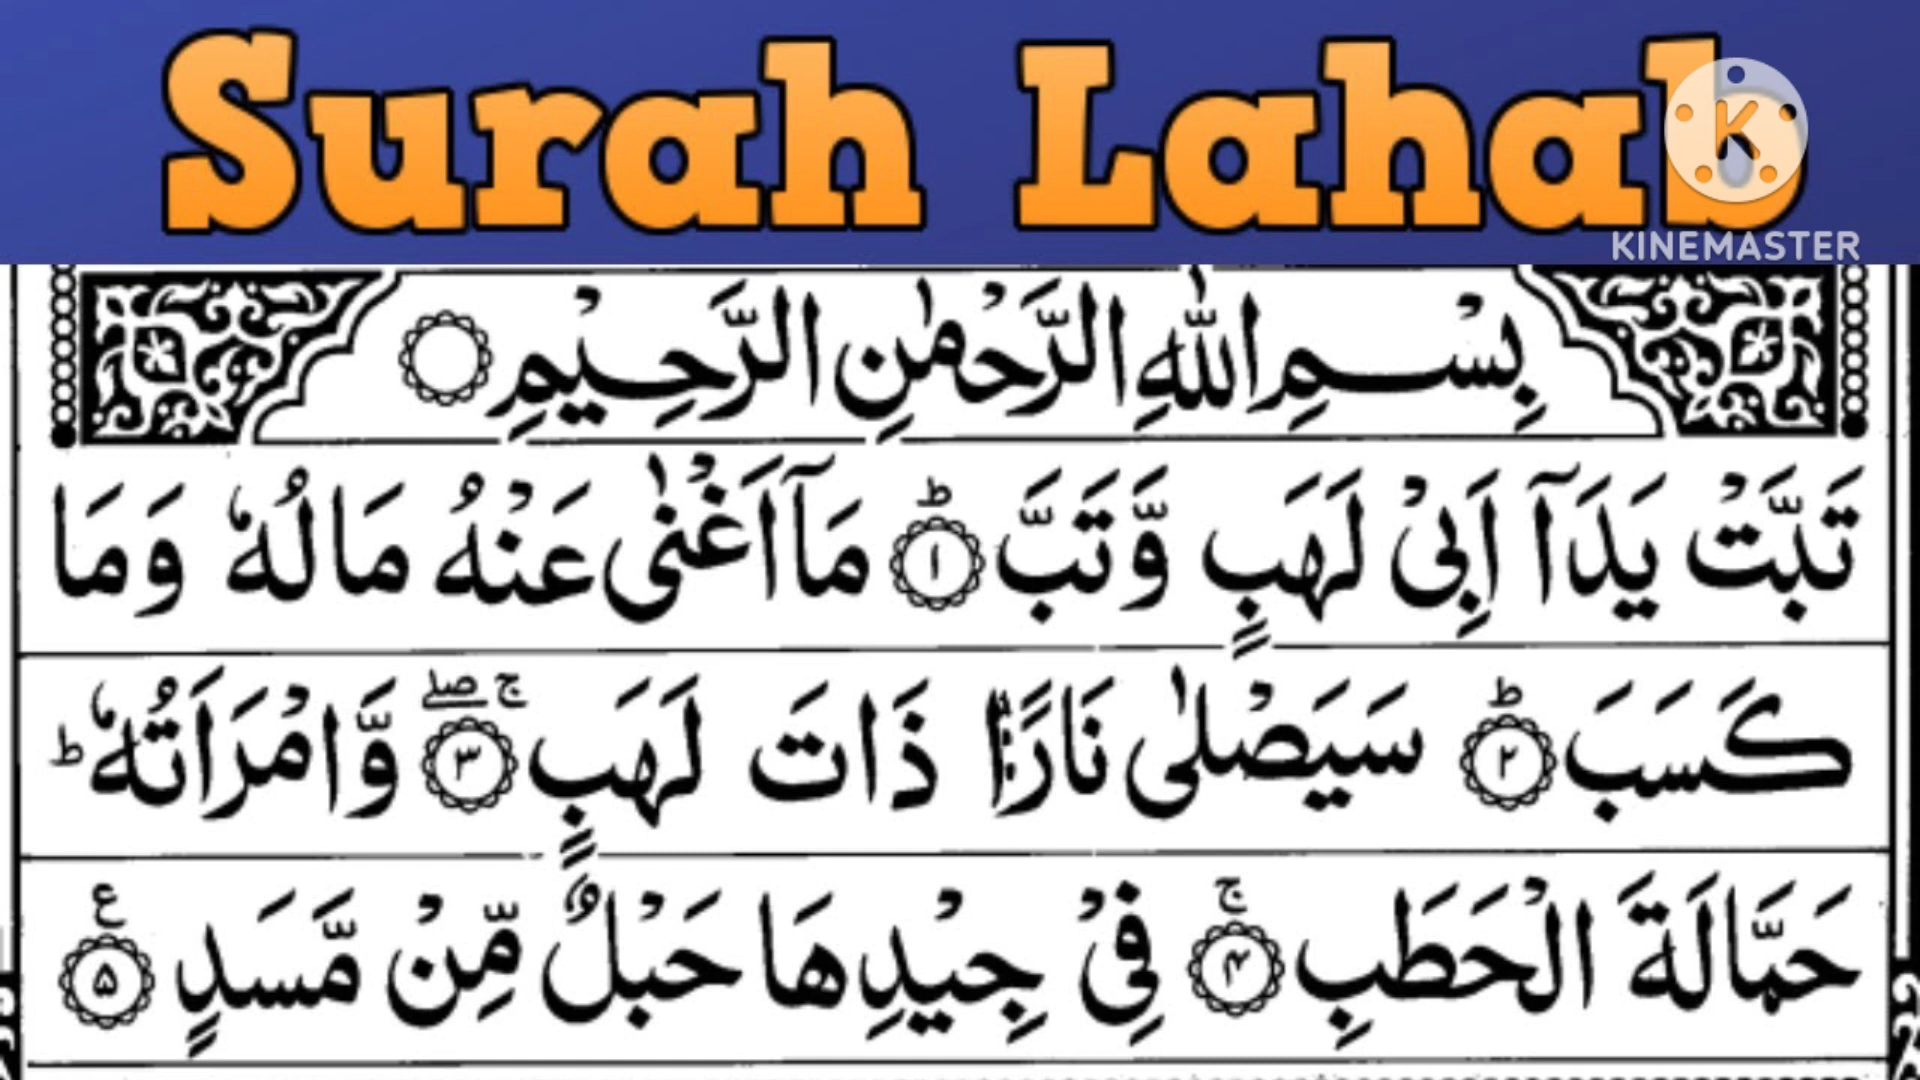 Surah Lahab
KINEMASTER
بِسْمِ اللّٰهِ الرَّحْمٰنِ الرَّحِيْمِ
تَبَّتْ يَدَآ اَبِيْ لَهَبٍ وَّتَبَّ ؕ ۱ مَآ اَغْنٰى عَنْهُ مَالُهٗ وَمَا
كَسَبَ ؕ ۲ سَيَصْلٰى نَارًا ذَاتَ لَهَبٍ ۚ ۖ ۳ وَّامْرَاَتُهٗ ؕ
حَمَّالَةَ الْحَطَبِ ۚ ۴ فِيْ جِيْدِهَا حَبْلٌ مِّنْ مَّسَدٍ ع ۵